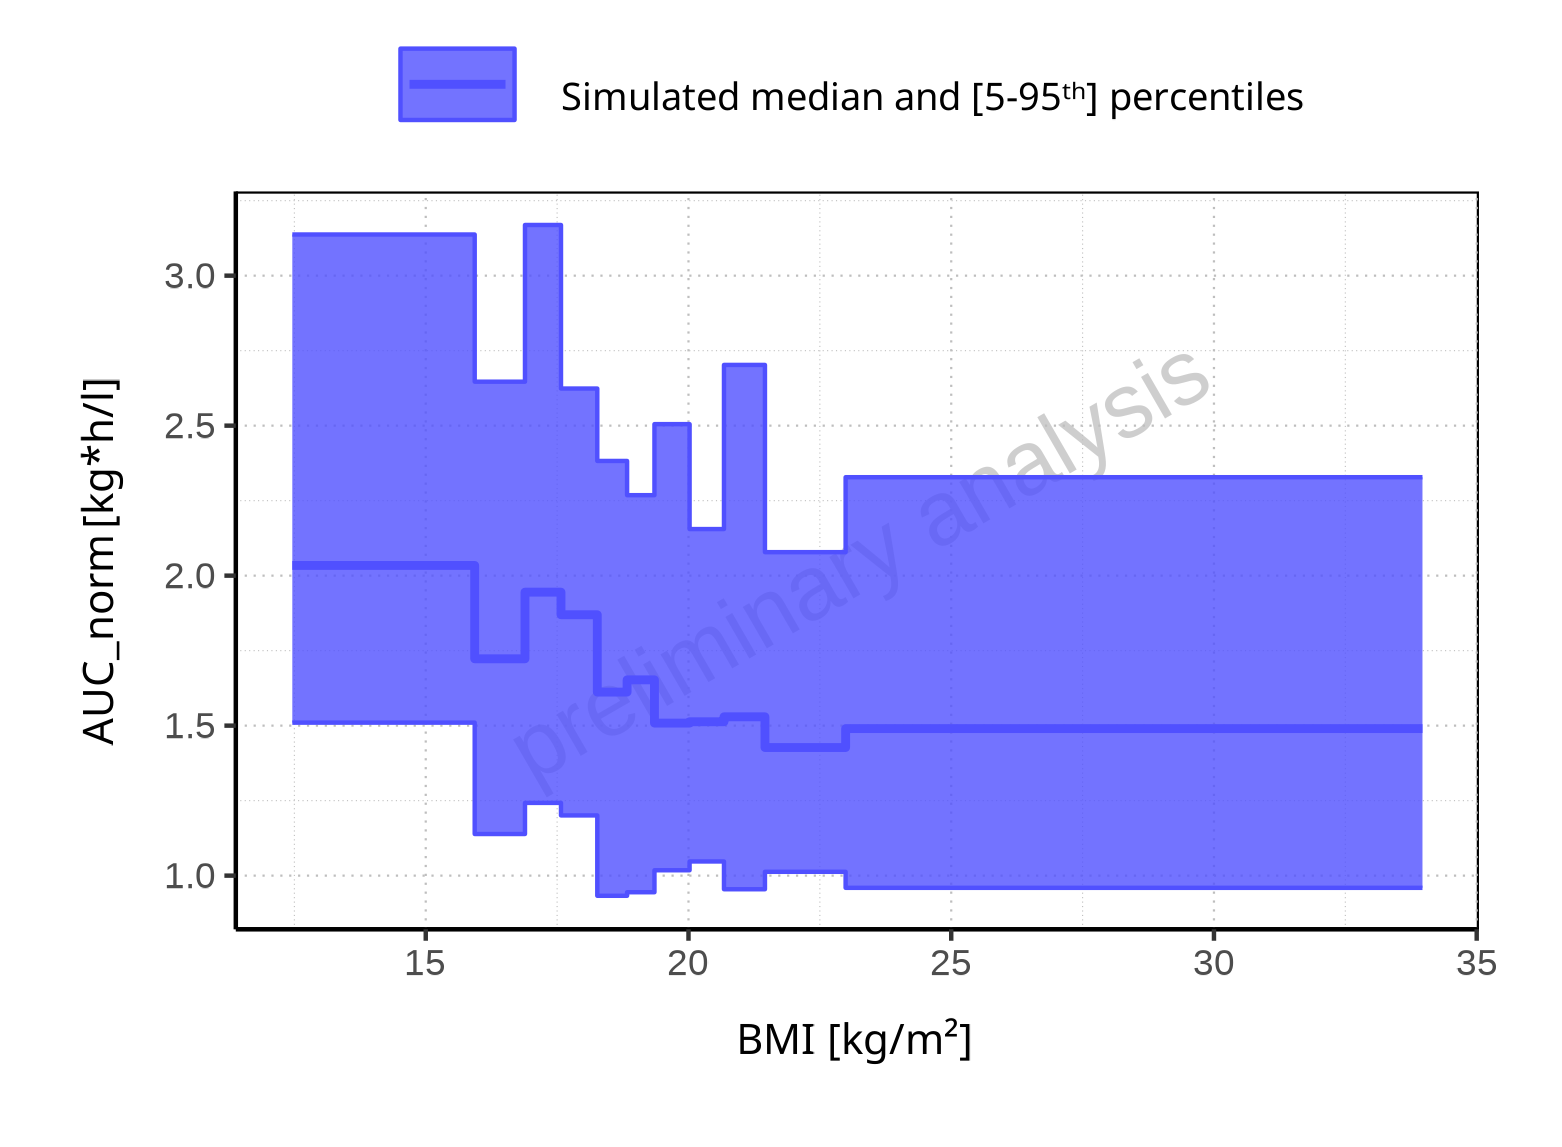 Simulated median and [5-95ᵗʰ] percentiles
AUC_norm [kg*h/l]
3.0
2.5
2.0
1.5
1.0
preliminary analysis
15 20 25 30 35
BMI [kg/m²]